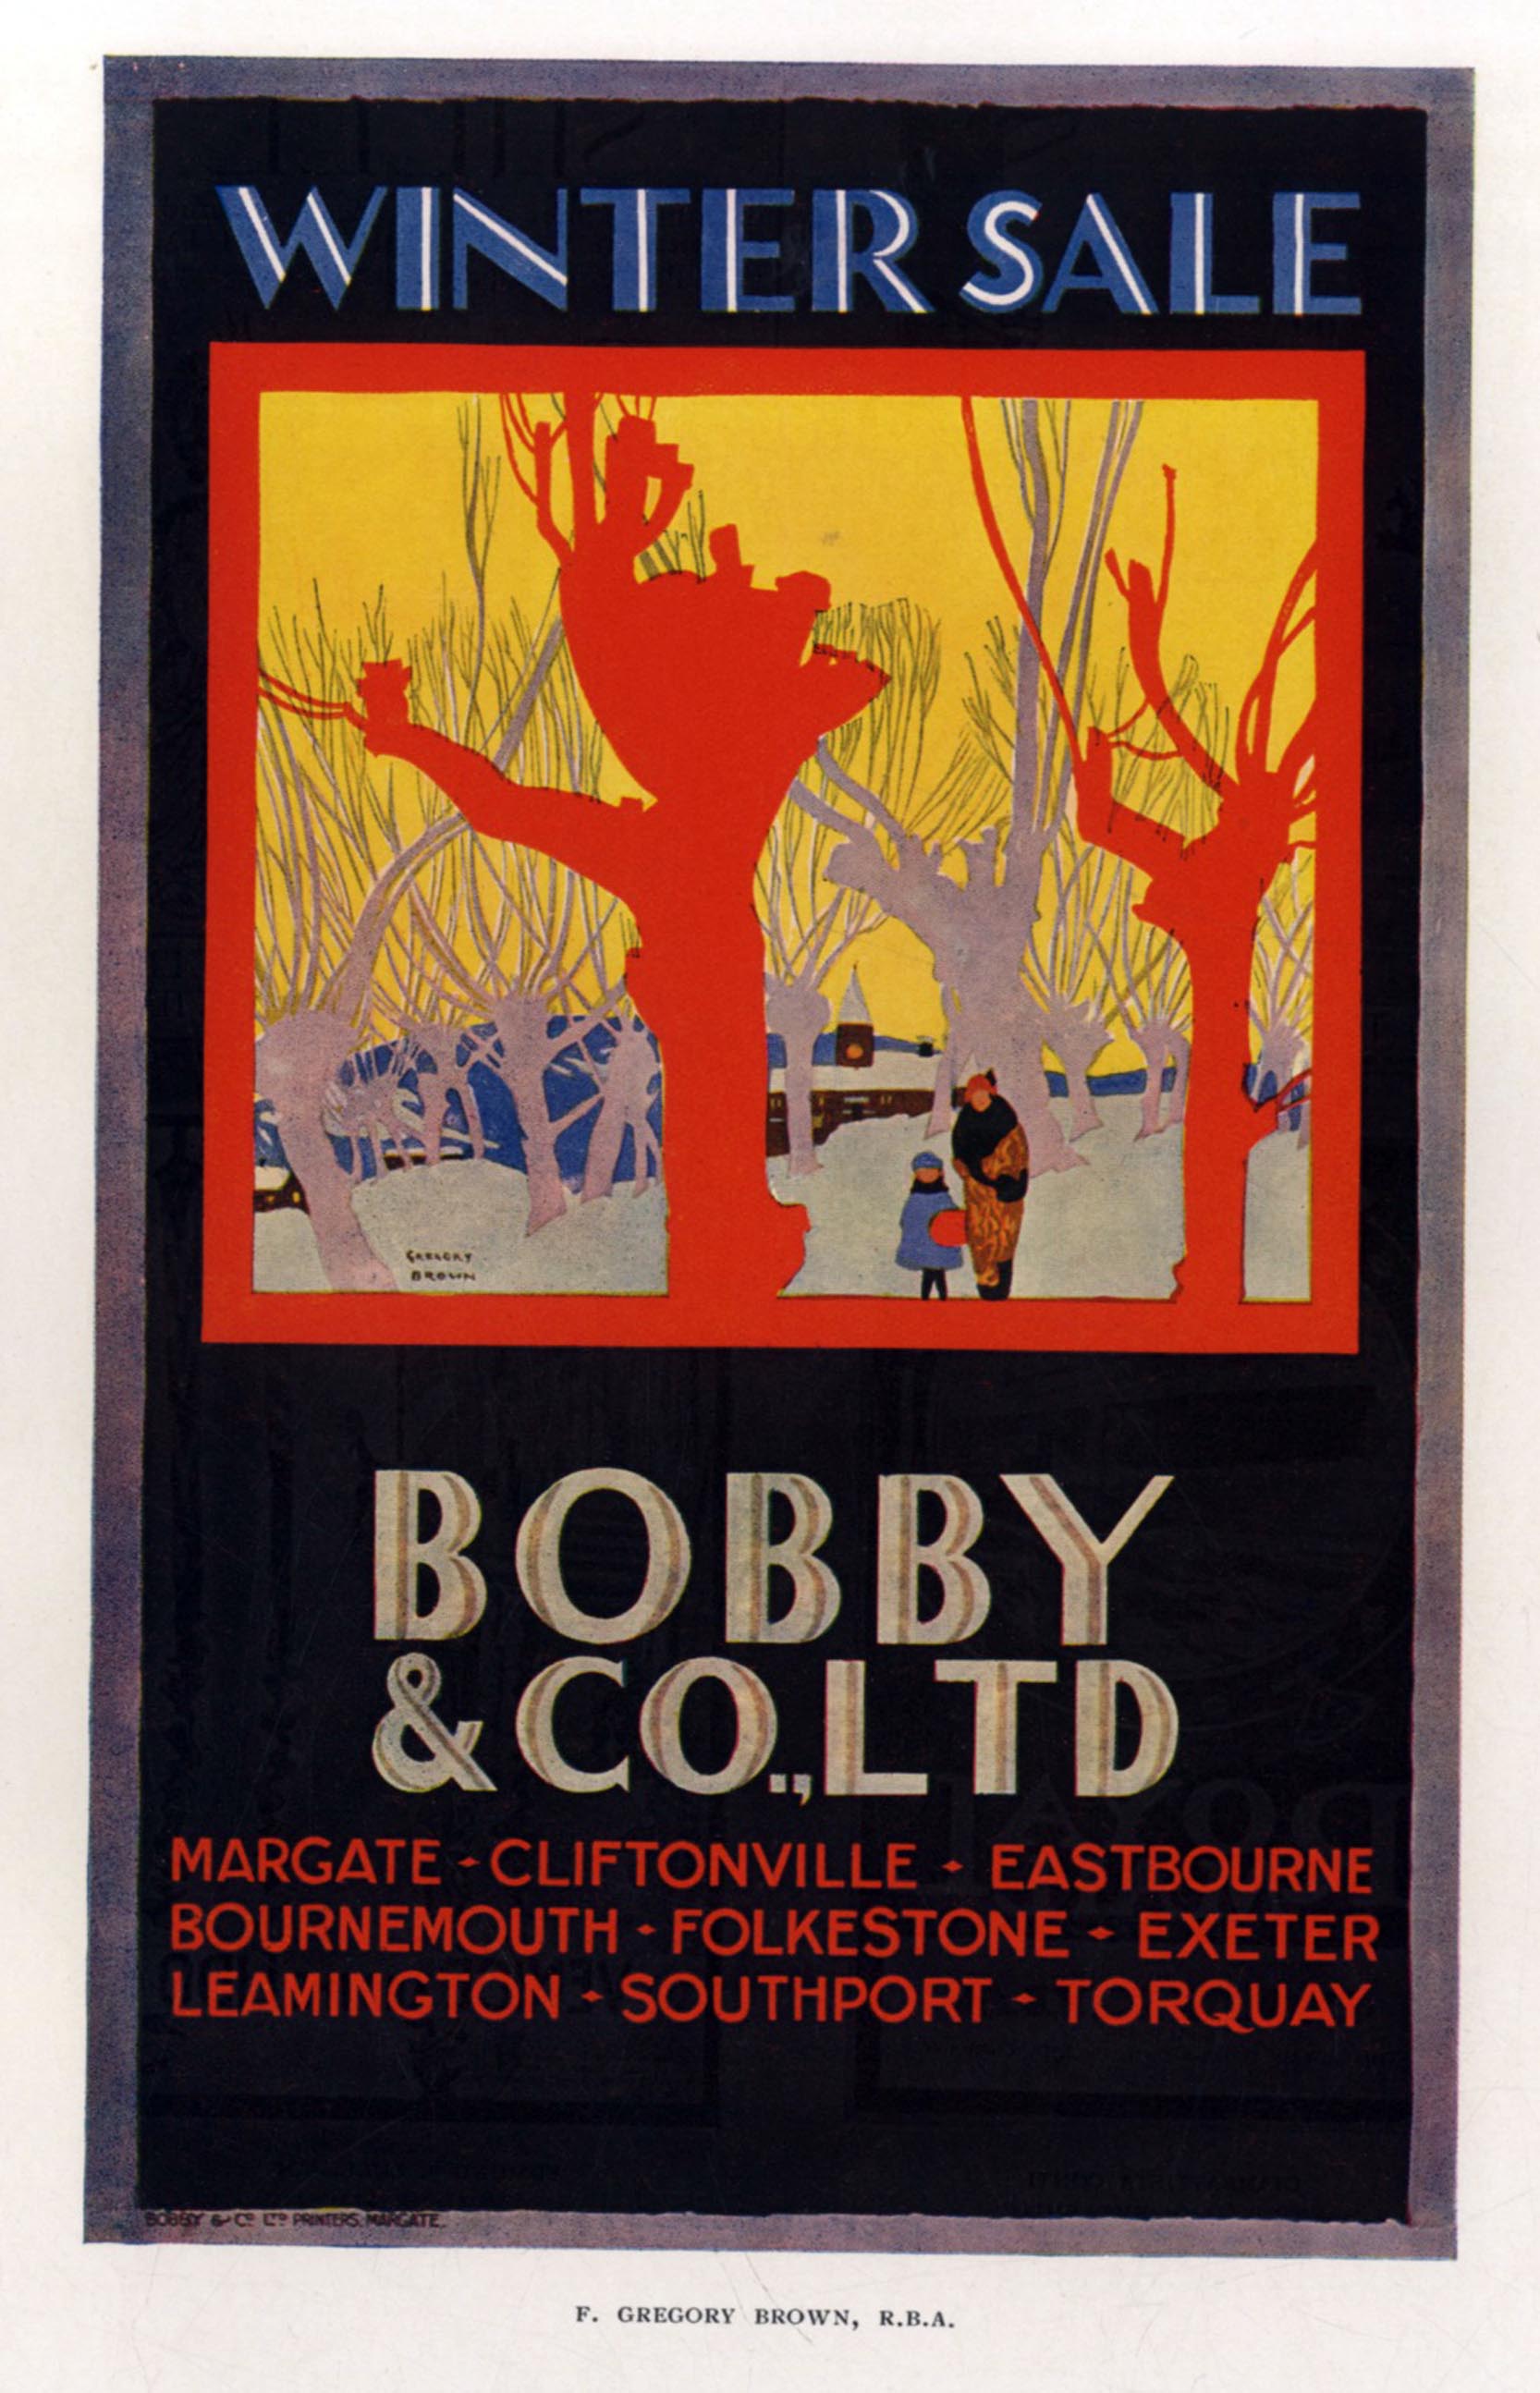 WINTER SALE
GREGORY
BROWN
BOBBY
& CO., LTD
MARGATE - CLIFTONVILLE - EASTBOURNE
BOURNEMOUTH - FOLKESTONE - EXETER
LEAMINGTON - SOUTHPORT - TORQUAY
BOBBY & CO LTD PRINTERS, MARGATE.
F. GREGORY BROWN, R.B.A.